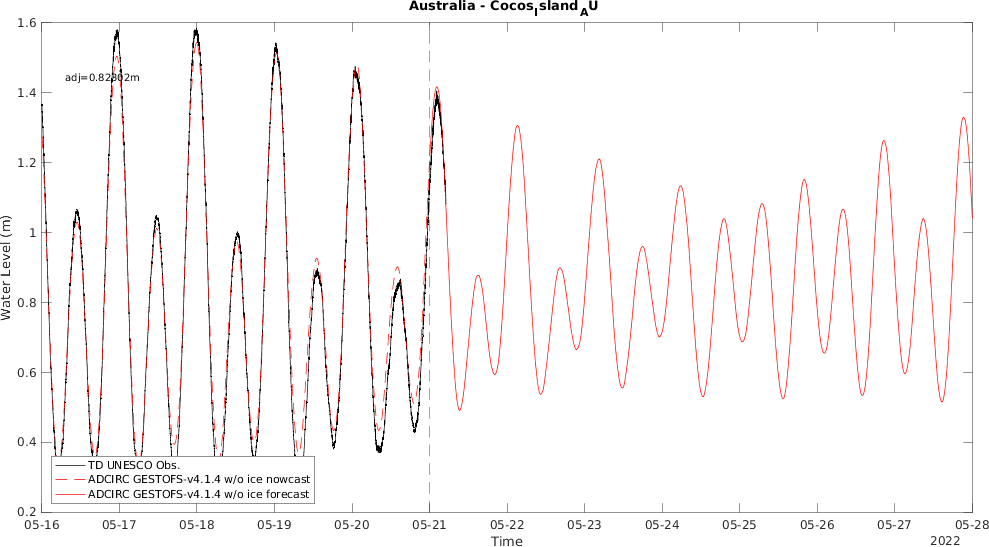 Australia - Cocos_Island_AU
adj=0.82802m
Water Level (m)
1.6
1.4
1.2
1
0.8
0.6
0.4
0.2
TD UNESCO Obs.
ADCIRC GESTOFS-v4.1.4 w/o ice nowcast
ADCIRC GESTOFS-v4.1.4 w/o ice forecast
05-16 05-17 05-18 05-19 05-20 05-21 05-22 05-23 05-24 05-25 05-26 05-27 05-28
Time
2022